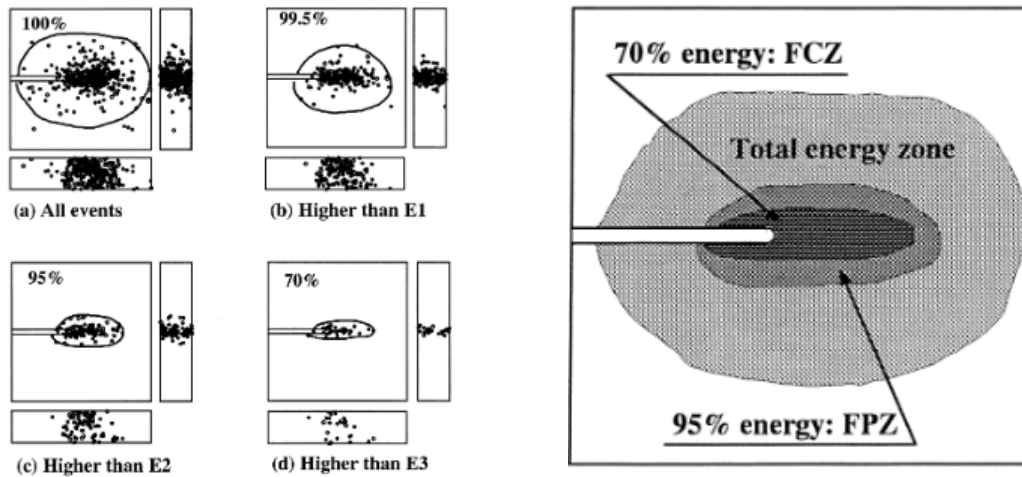 100%
99.5%
(a) All events
(b) Higher than E1
95%
70%
(c) Higher than E2
(d) Higher than E3
70% energy: FCZ
Total energy zone
95% energy: FPZ